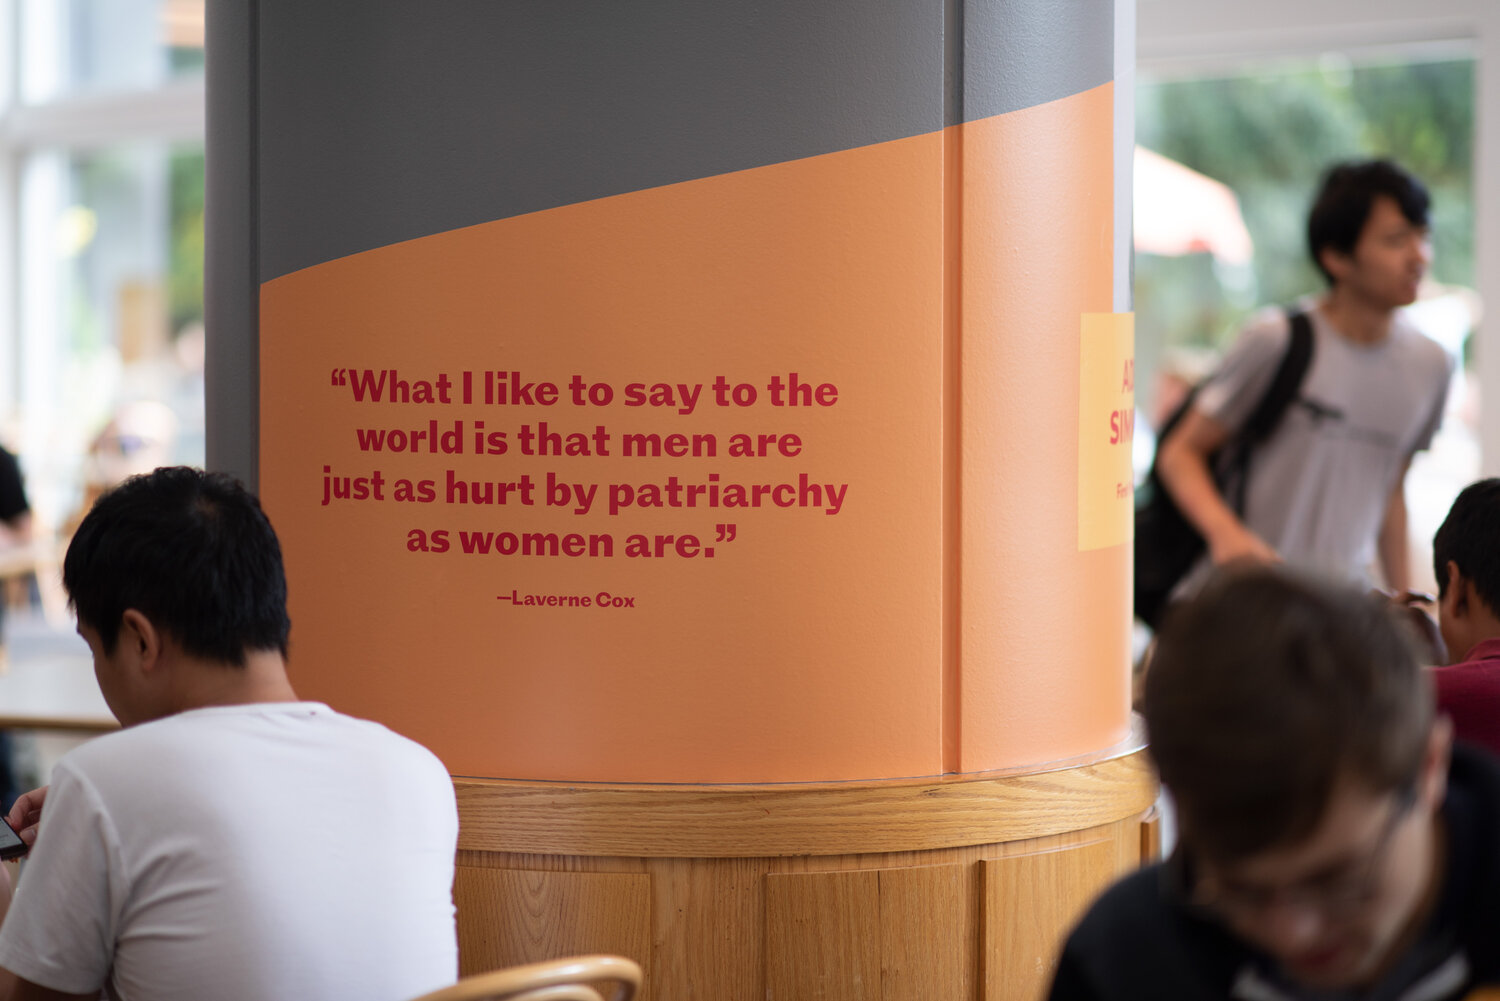 “What I like to say to the
world is that men are
just as hurt by patriarchy
as women are.”
—Laverne Cox